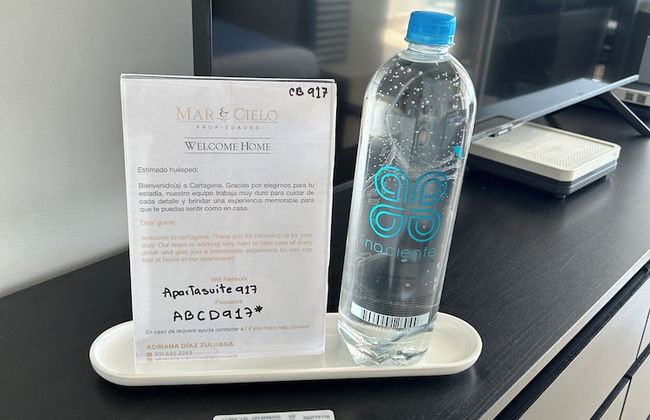 CB 917
MAR & CIELO
PROPIEDADES
WELCOME HOME
Estimado huésped:
Bienvenido(a) a Cartagena. Gracias por elegirnos para tu
estadía, nuestro equipo trabaja muy duro para cuidar de
cada detalle y brindar una experiencia memorable para
que te puedas sentir como en casa.
Dear guest:
welcome to cartagena. Thank you for choosing us for your
stay. Our team is working very hard to take care of every
detail and give you a memorable experience so you can
feel at home in our apartments!
Wifi Network
Apartasuite 917
Password
ABCD917*
En caso de requerir ayuda contactar a / If you need help, contact:
ADRIANA DÍAZ ZULUAGA
301 539 2283
naciente